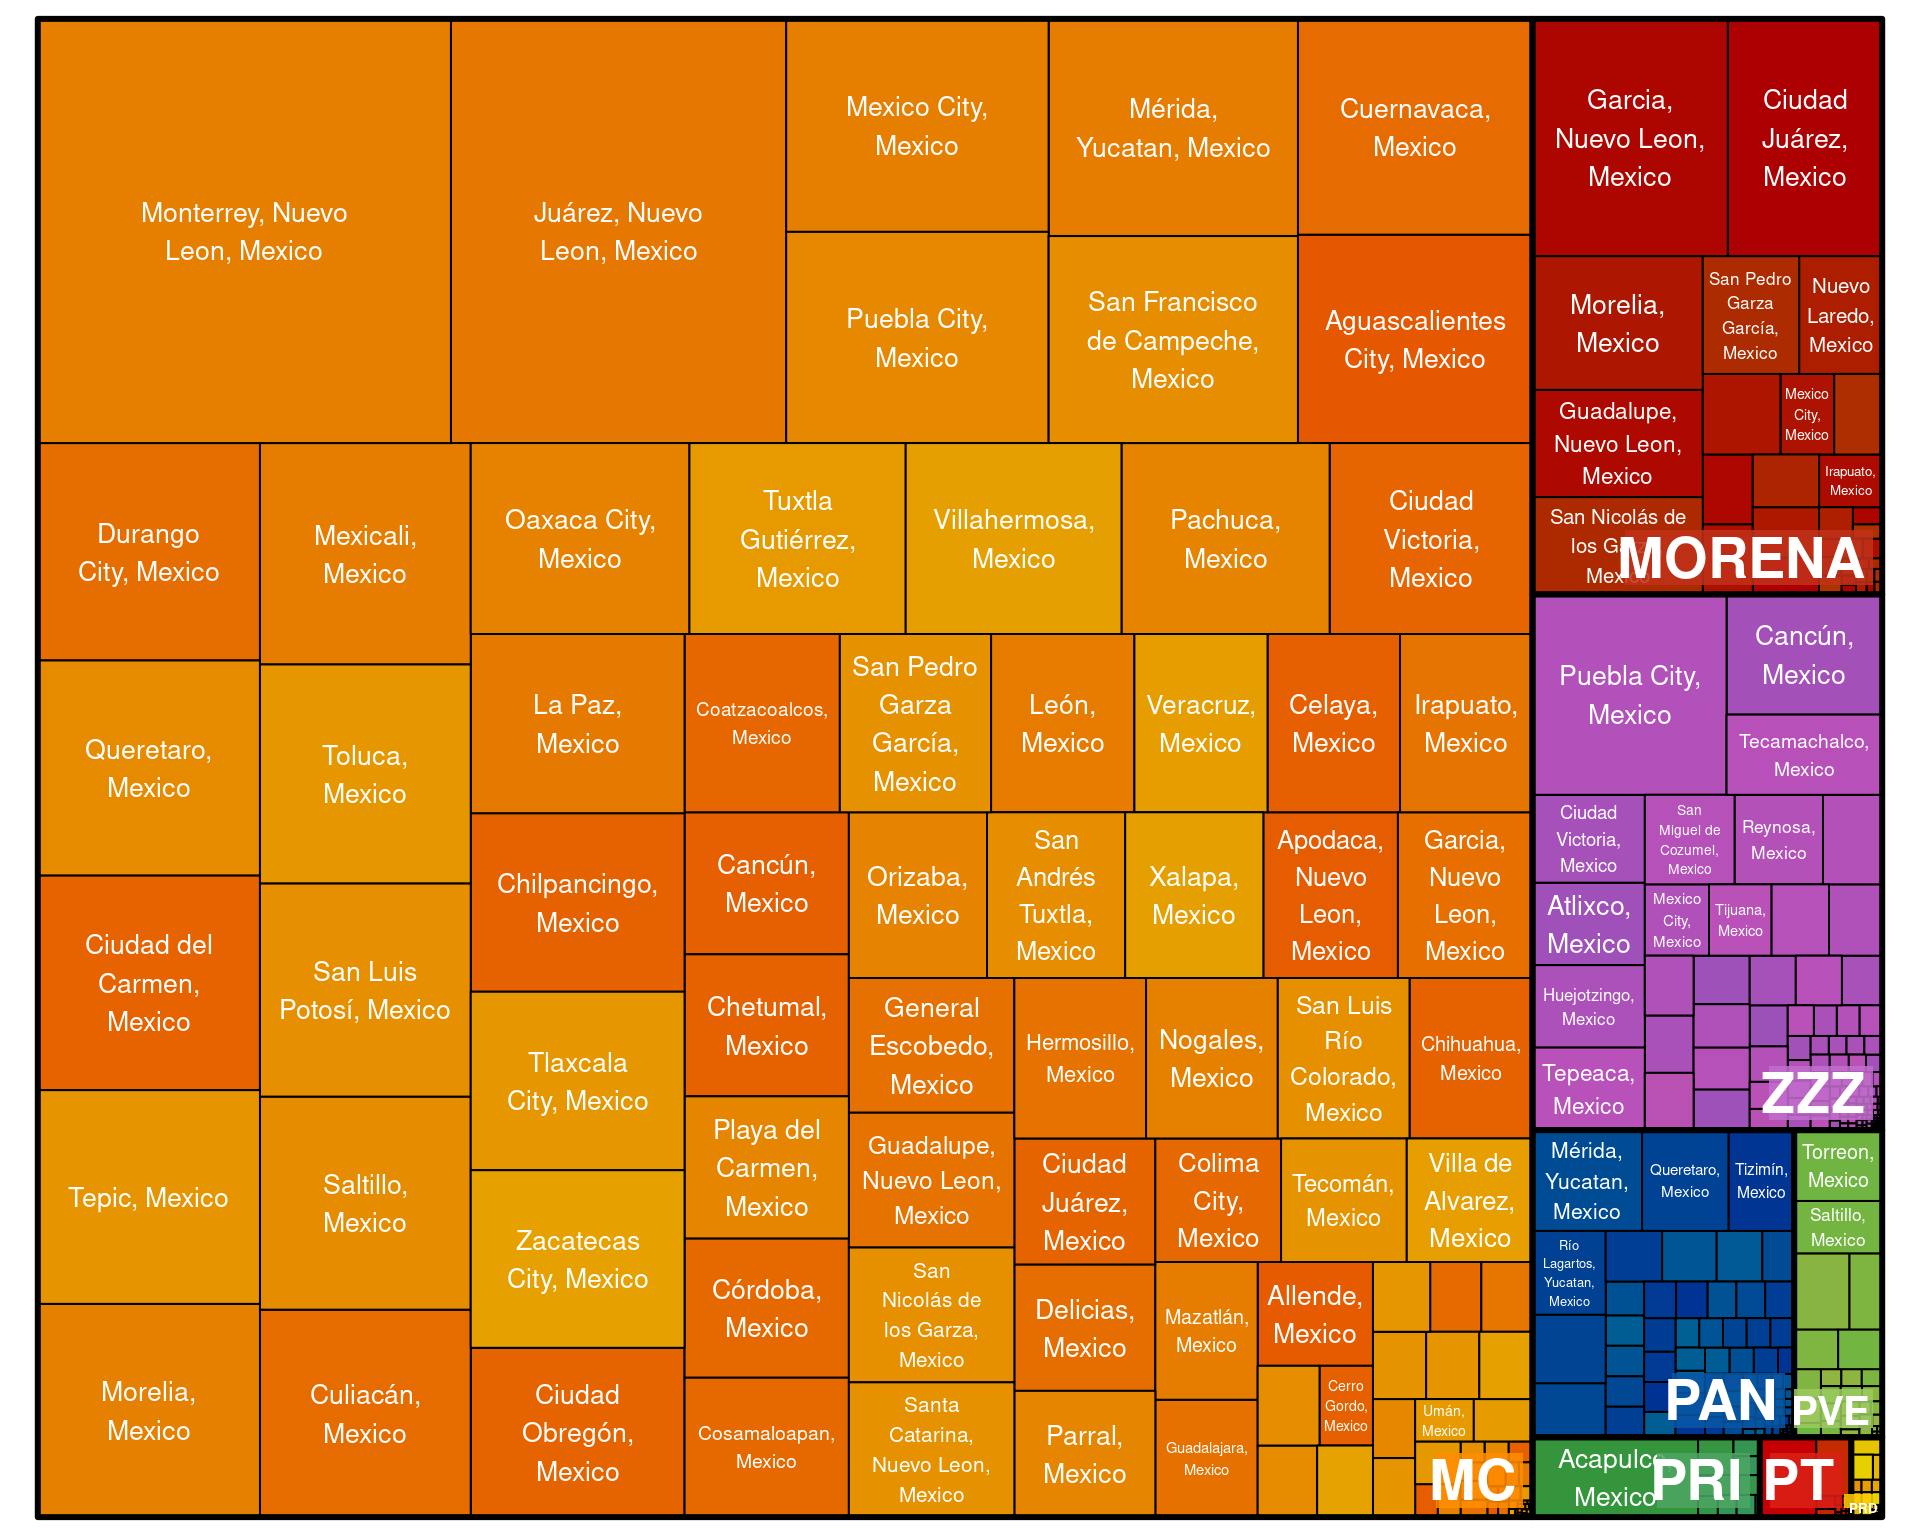 Monterrey, Nuevo
Leon, Mexico
Juárez, Nuevo
Leon, Mexico
Mexico City,
Mexico
Mérida,
Yucatan, Mexico
Cuernavaca,
Mexico
Puebla City,
Mexico
San Francisco
de Campeche,
Mexico
Aguascalientes
City, Mexico
Durango
City, Mexico
Mexicali,
Mexico
Oaxaca City,
Mexico
Tuxtla
Gutiérrez,
Mexico
Villahermosa,
Mexico
Pachuca,
Mexico
Ciudad
Victoria,
Mexico
Queretaro,
Mexico
Toluca,
Mexico
La Paz,
Mexico
Coatzacoalcos,
Mexico
San Pedro
Garza
García,
Mexico
León,
Mexico
Veracruz,
Mexico
Celaya,
Mexico
Irapuato,
Mexico
Ciudad del
Carmen,
Mexico
San Luis
Potosí, Mexico
Chilpancingo,
Mexico
Cancún,
Mexico
Orizaba,
Mexico
San
Andrés
Tuxtla,
Mexico
Xalapa,
Mexico
Apodaca,
Nuevo
Leon,
Mexico
Garcia,
Nuevo
Leon,
Mexico
Tlaxcala
City, Mexico
Chetumal,
Mexico
General
Escobedo,
Mexico
Hermosillo,
Mexico
Nogales,
Mexico
San Luis
Río
Colorado,
Mexico
Chihuahua,
Mexico
Tepic, Mexico
Saltillo,
Mexico
Zacatecas
City, Mexico
Playa del
Carmen,
Mexico
Guadalupe,
Nuevo Leon,
Mexico
Ciudad
Juárez,
Mexico
Colima
City,
Mexico
Tecomán,
Mexico
Villa de
Alvarez,
Mexico
Morelia,
Mexico
Culiacán,
Mexico
Ciudad
Obregón,
Mexico
Córdoba,
Mexico
San
Nicolás de
los Garza,
Mexico
Delicias,
Mexico
Mazatlán,
Mexico
Allende,
Mexico
Cerro
Gordo,
Mexico
Cosamaloapan,
Mexico
Santa
Catarina,
Nuevo Leon,
Mexico
Parral,
Mexico
Guadalajara,
Mexico
Umán,
Mexico
MC
Garcia,
Nuevo Leon,
Mexico
Ciudad
Juárez,
Mexico
Morelia,
Mexico
San Pedro
Garza
García,
Mexico
Nuevo
Laredo,
Mexico
Guadalupe,
Nuevo Leon,
Mexico
Mexico
City,
Mexico
Irapuato,
Mexico
San Nicolás de
los Garza,
Mexico
MORENA
Puebla City,
Mexico
Cancún,
Mexico
Tecamachalco,
Mexico
Ciudad
Victoria,
Mexico
San
Miguel de
Cozumel,
Mexico
Reynosa,
Mexico
Atlixco,
Mexico
Mexico
City,
Mexico
Tijuana,
Mexico
Huejotzingo,
Mexico
Tepeaca,
Mexico
ZZZ
Mérida,
Yucatan,
Mexico
Queretaro,
Mexico
Tizimín,
Mexico
Río
Lagartos,
Yucatan,
Mexico
PAN
Torreon,
Mexico
Saltillo,
Mexico
PVE
Acapulco,
Mexico
PRI
PT
PRD